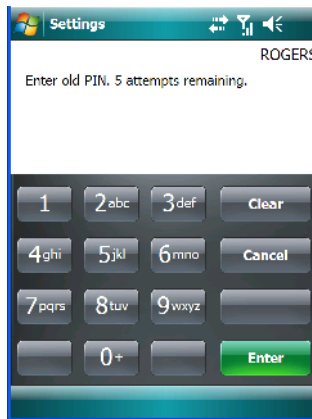 Settings
ROGERS
Enter old PIN. 5 attempts remaining.
1 2abc 3def Clear
4ghi 5jkl 6mno Cancel
7pqrs 8tuv 9wxyz
0+ Enter